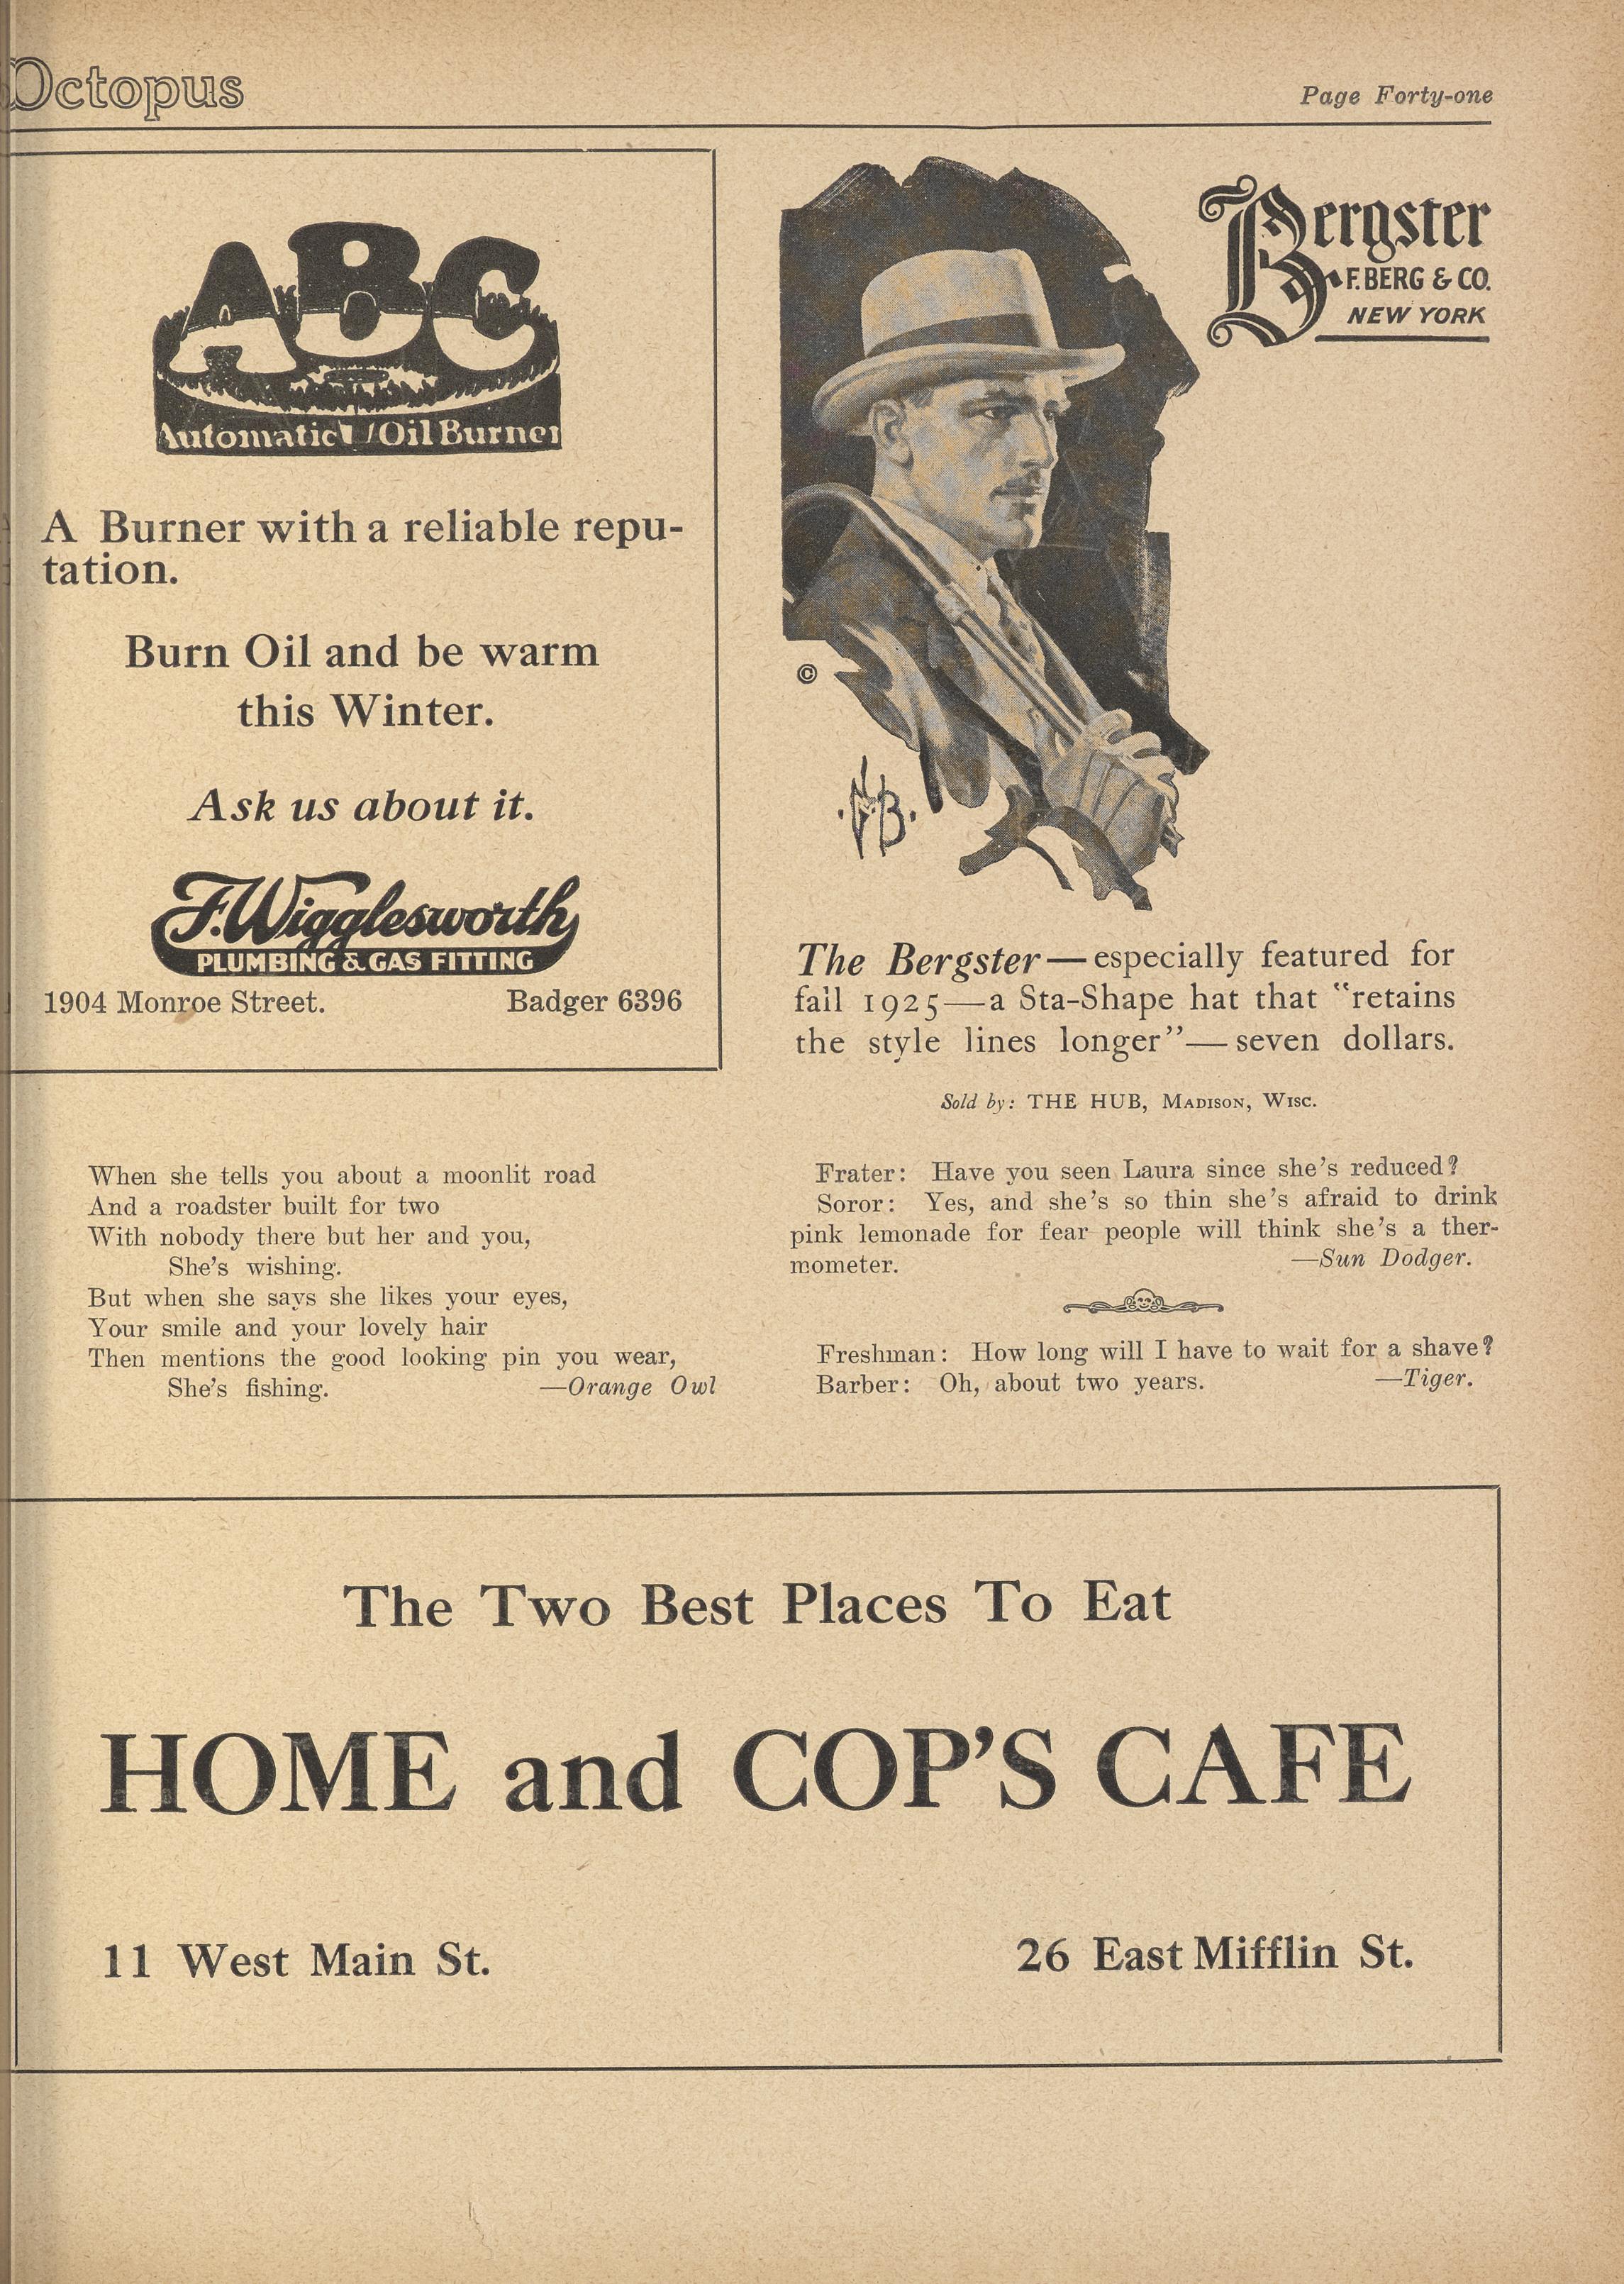 Octopus
Page Forty-one
ABC
Automatic Oil Burner
A Burner with a reliable repu-
tation.
Burn Oil and be warm
this Winter.
Ask us about it.
F. Wigglesworth
PLUMBING & GAS FITTING
1904 Monroe Street. Badger 6396
Bergster
F. BERG & CO.
NEW YORK
©
The Bergster—especially featured for
fall 1925—a Sta-Shape hat that "retains
the style lines longer"—seven dollars.
Sold by: THE HUB, MADISON, WISC.
When she tells you about a moonlit road
And a roadster built for two
With nobody there but her and you,
She's wishing.
But when she says she likes your eyes,
Your smile and your lovely hair
Then mentions the good looking pin you wear,
She's fishing. —Orange Owl
Frater: Have you seen Laura since she's reduced?
Soror: Yes, and she's so thin she's afraid to drink
pink lemonade for fear people will think she's a ther-
mometer. —Sun Dodger.
Freshman: How long will I have to wait for a shave?
Barber: Oh, about two years. —Tiger.
The Two Best Places To Eat
HOME and COP'S CAFE
11 West Main St. 26 East Mifflin St.